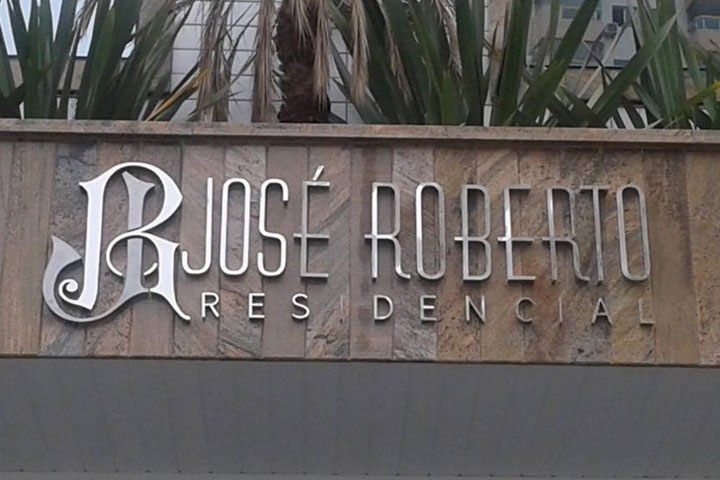 JR JOSÉ ROBERTO
RESIDENCIAL